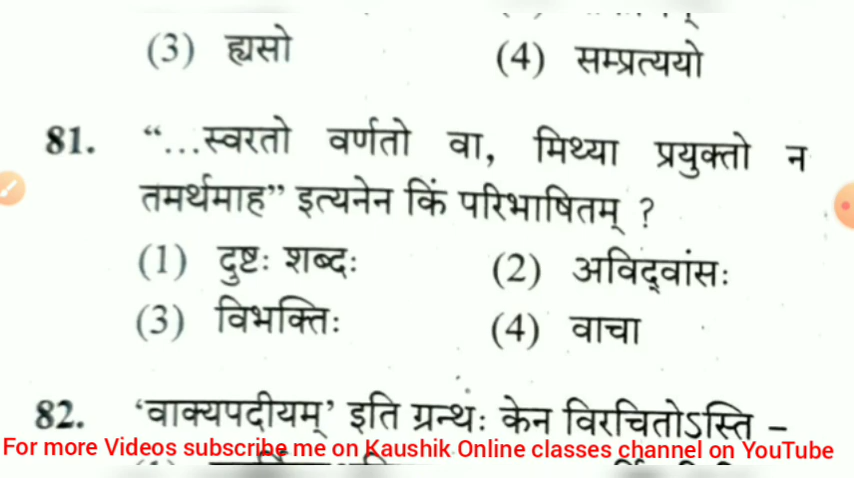 (3) ह्यसो (4) सम्प्रत्ययो
81. “...स्वरतो वर्णतो वा, मिथ्या प्रयुक्तो न
तमर्थमाह” इत्यनेन किं परिभाषितम् ?
(1) दुष्टः शब्दः (2) अविद्वांसः
(3) विभक्तिः (4) वाचा
82. ‘वाक्यपदीयम्’ इति ग्रन्थः केन विरचितोऽस्ति –
For more Videos subscribe me on Kaushik Online classes channel on YouTube